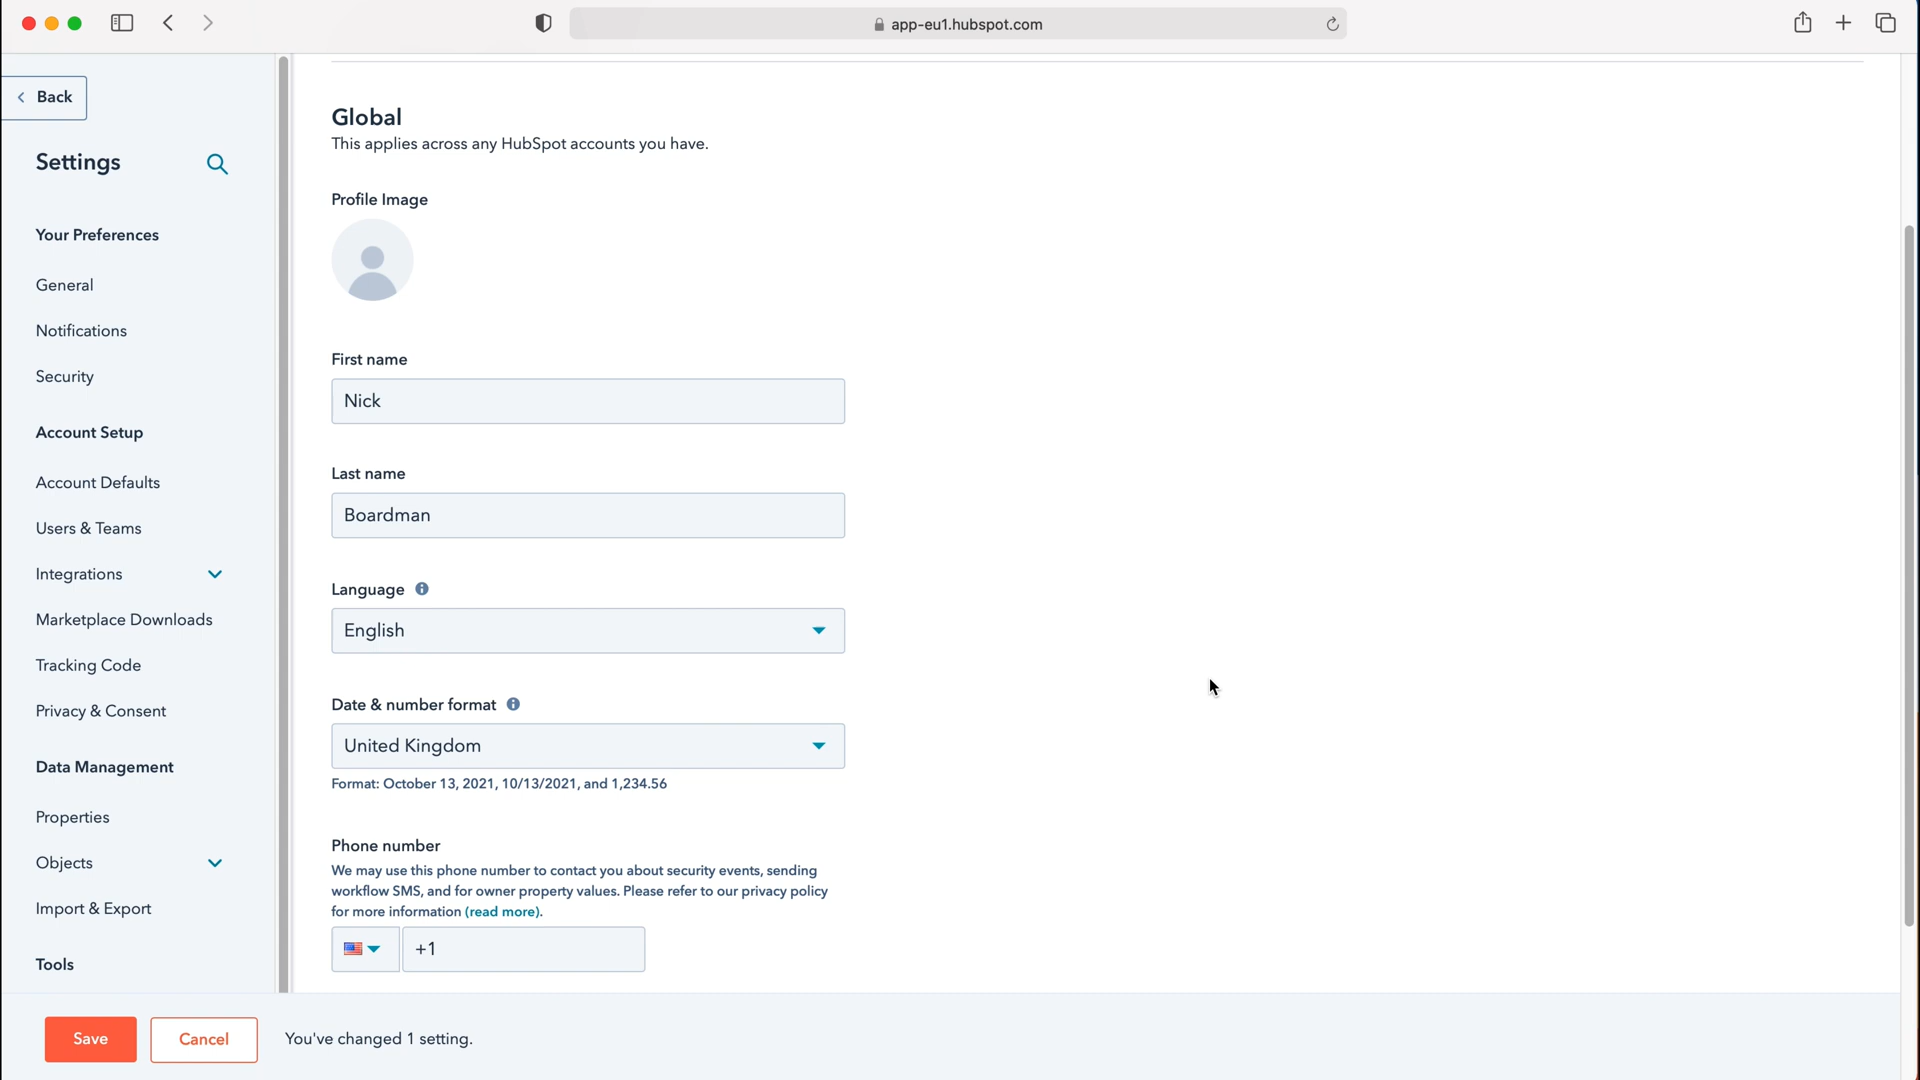 app-eu1.hubspot.com
Back
Settings
Your Preferences
General
Notifications
Security
Account Setup
Account Defaults
Users & Teams
Integrations
Marketplace Downloads
Tracking Code
Privacy & Consent
Data Management
Properties
Objects
Import & Export
Tools
Global
This applies across any HubSpot accounts you have.
Profile Image
First name
Nick
Last name
Boardman
Language
English
Date & number format
United Kingdom
Format: October 13, 2021, 10/13/2021, and 1,234.56
Phone number
We may use this phone number to contact you about security events, sending
workflow SMS, and for owner property values. Please refer to our privacy policy
for more information (read more).
+1
Save
Cancel
You've changed 1 setting.